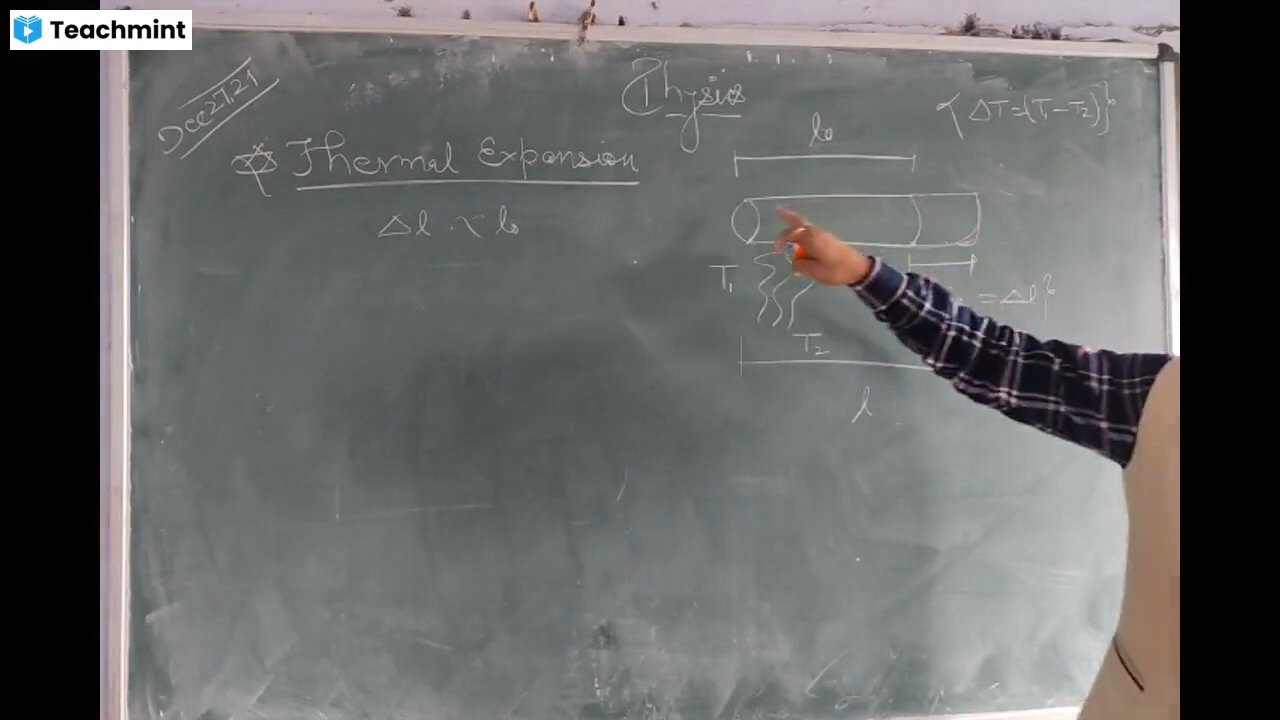 Teachmint
Dec 27, 21
Physics
{ΔT=(T₁-T₂)}
Thermal Expansion
l₀
Δl ∝ l₀
T₁
=Δl}
T₂
l